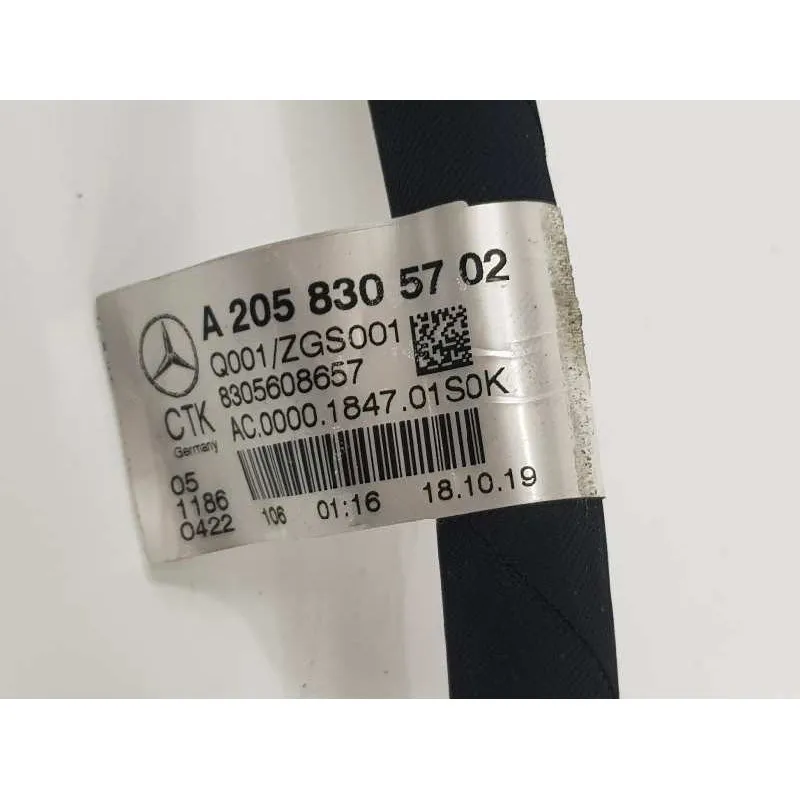 A 205 830 57 02
Q001/ZGS001
8305608657
CTK AC.0000.1847.01S0K
Germany
05
1186
0422 106 01:16 18.10.19